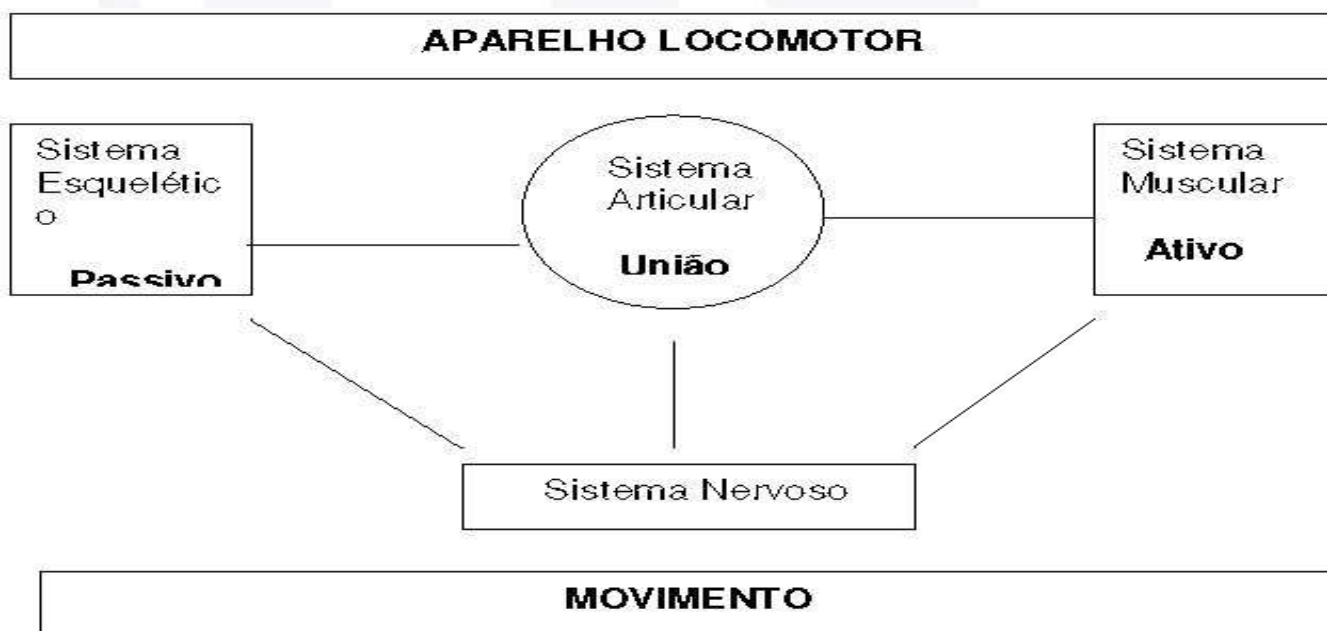 APARELHO LOCOMOTOR
Sistema
Esquelétic
o
Passivo
Sistema
Articular
União
Sistema
Muscular
Ativo
Sistema Nervoso
MOVIMENTO